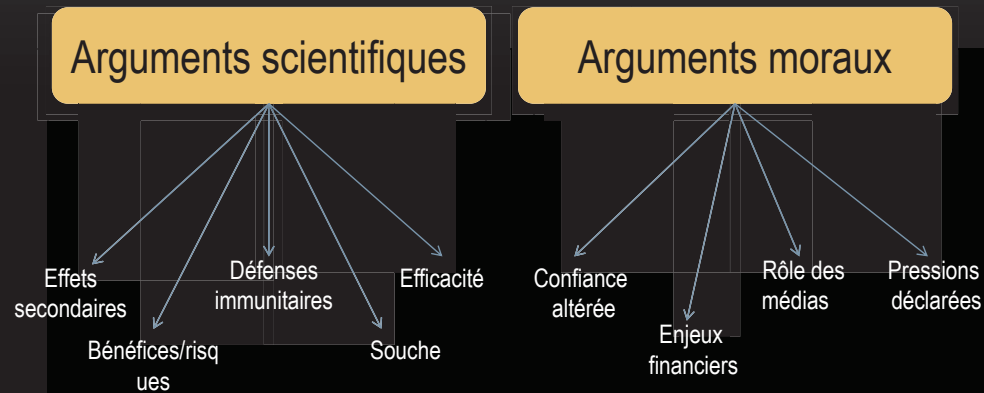 Arguments scientifiques
Effets
secondaires
Bénéfices/risq
ues
Défenses
immunitaires
Souche
Efficacité
Arguments moraux
Confiance
altérée
Enjeux
financiers
Rôle des
médias
Pressions
déclarées